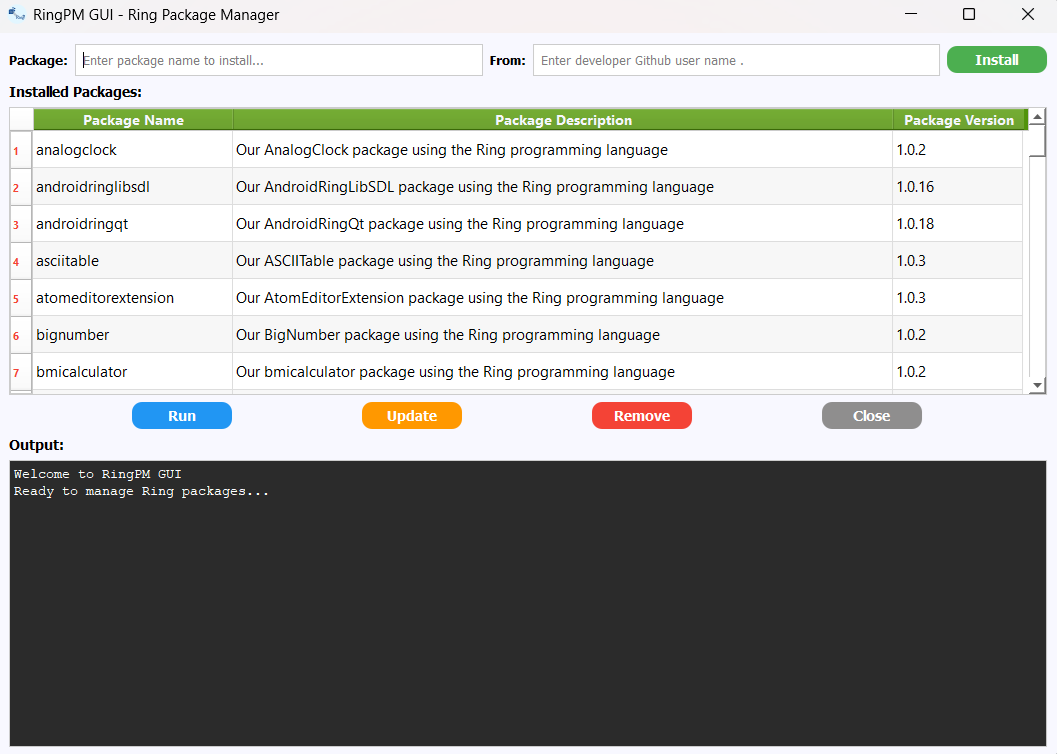 RingPM GUI - Ring Package Manager
Package: Enter package name to install... From: Enter developer Github user name . Install
Installed Packages:
Package Name Package Description Package Version
1 analogclock Our AnalogClock package using the Ring programming language 1.0.2
2 androidringlibsdl Our AndroidRingLibSDL package using the Ring programming language 1.0.16
3 androidringqt Our AndroidRingQt package using the Ring programming language 1.0.18
4 asciitable Our ASCIITable package using the Ring programming language 1.0.3
5 atomeditorextension Our AtomEditorExtension package using the Ring programming language 1.0.3
6 bignumber Our BigNumber package using the Ring programming language 1.0.2
7 bmicalculator Our bmicalculator package using the Ring programming language 1.0.2
Run Update Remove Close
Output:
Welcome to RingPM GUI
Ready to manage Ring packages...